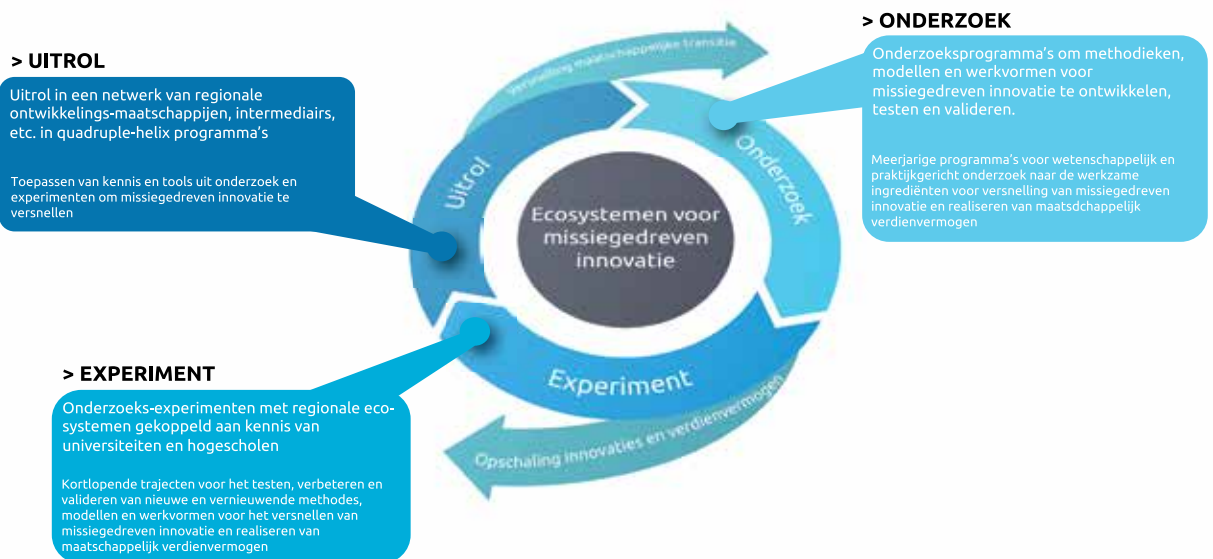 > UITROL
Uitrol in een netwerk van regionale
ontwikkelings-maatschappijen, intermediairs,
etc. in quadruple-helix programma's
Toepassen van kennis en tools uit onderzoek en
experimenten om missiegedreven innovatie te
versnellen
> ONDERZOEK
Onderzoeksprogramma's om methodieken,
modellen en werkvormen voor
missiegedreven innovatie te ontwikkelen,
testen en valideren.
Meerjarige programma's voor wetenschappelijk en
praktijkgericht onderzoek naar de werkzame
ingrediënten voor versnelling van missiegedreven
innovatie en realiseren van maatsdchappelijk
verdienvermogen
Versnelling maatschappelijke transitie
Uitrol
Onderzoek
Ecosystemen voor
missiegedreven
innovatie
Experiment
Opschaling innovaties en verdienvermogen
> EXPERIMENT
Onderzoeks-experimenten met regionale eco-
systemen gekoppeld aan kennis van
universiteiten en hogescholen
Kortlopende trajecten voor het testen, verbeteren en
valideren van nieuwe en vernieuwende methodes,
modellen en werkvormen voor het versnellen van
missiegedreven innovatie en realiseren van
maatschappelijk verdienvermogen